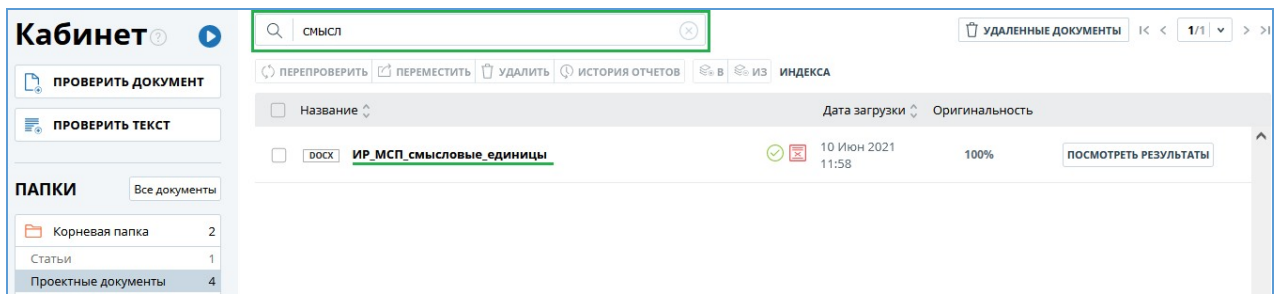 Кабинет
ПРОВЕРИТЬ ДОКУМЕНТ
ПРОВЕРИТЬ ТЕКСТ
ПАПКИ Все документы
Корневая папка 2
Статьи 1
Проектные документы 4
смысл
УДАЛЕННЫЕ ДОКУМЕНТЫ 1/1
ПЕРЕПРОВЕРИТЬ ПЕРЕМЕСТИТЬ УДАЛИТЬ ИСТОРИЯ ОТЧЕТОВ В ИЗ ИНДЕКСА
Название Дата загрузки Оригинальность
DOCX ИР_МСП_смысловые_единицы 10 Июн 2021 11:58 100% ПОСМОТРЕТЬ РЕЗУЛЬТАТЫ